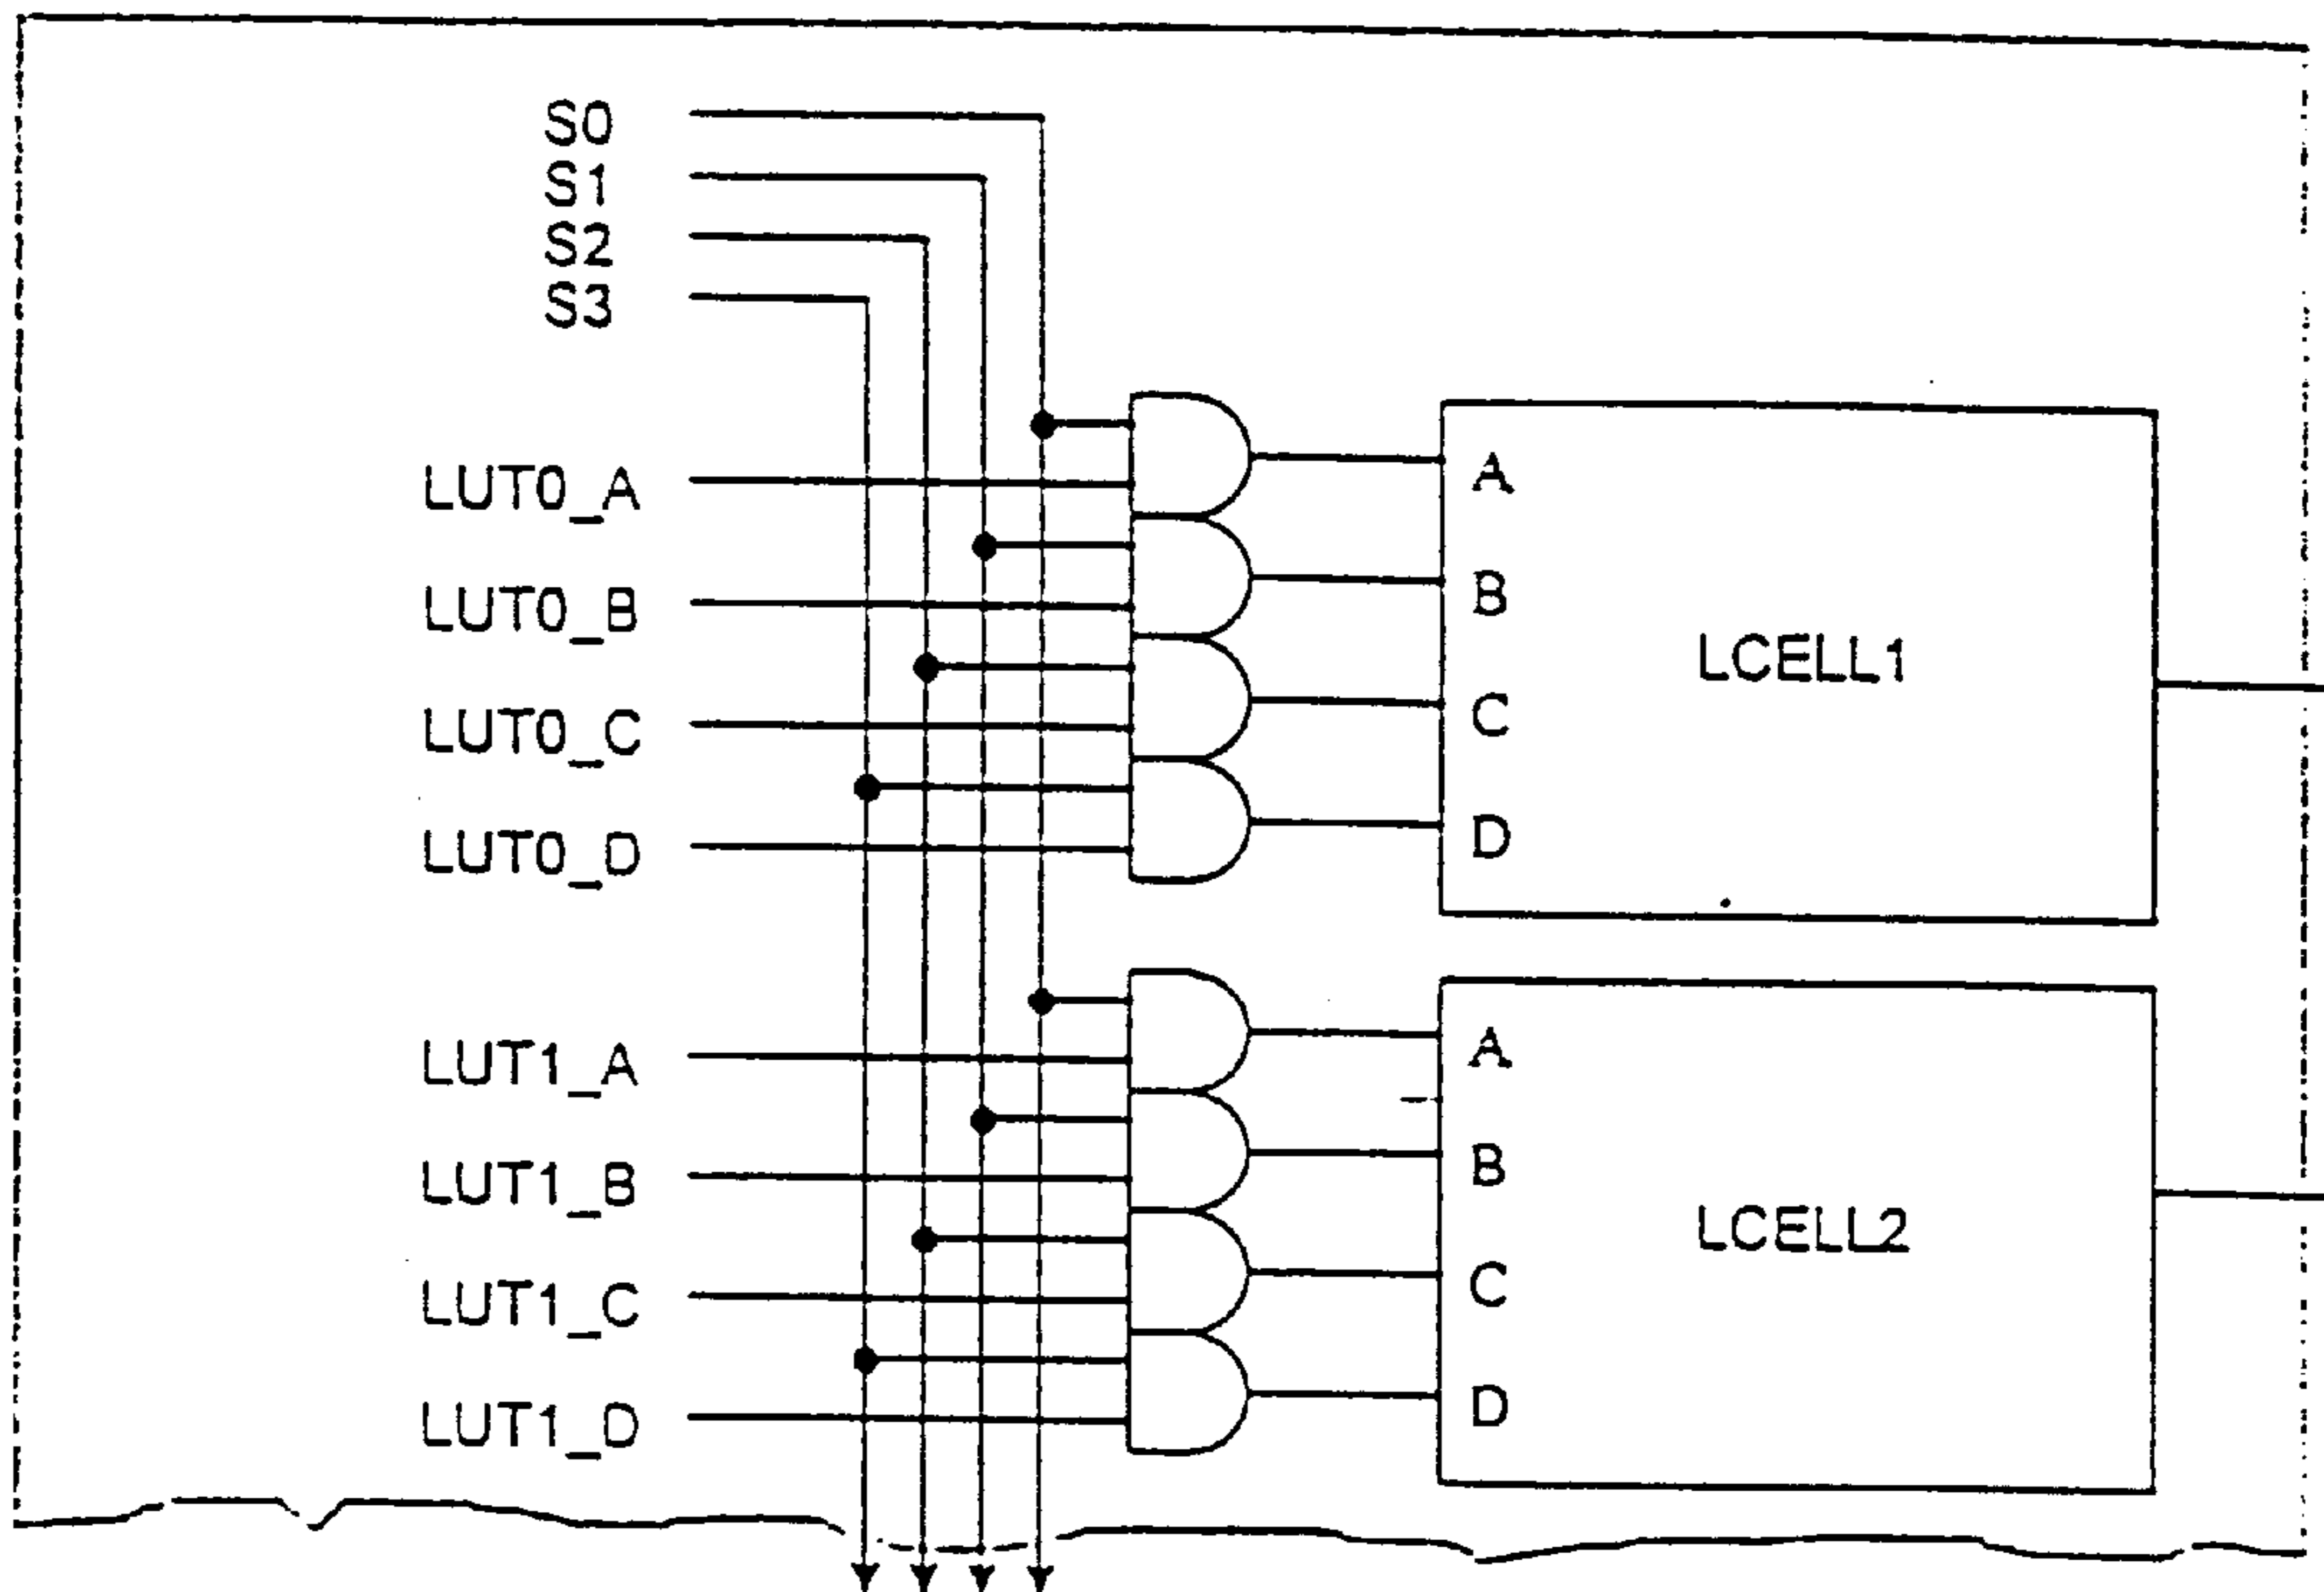 S0
S1
S2
S3
LUT0_A
LUT0_B
LUT0_C
LUT0_D
A
B
C
D
LCELL1
LUT1_A
LUT1_B
LUT1_C
LUT1_D
A
B
C
D
LCELL2